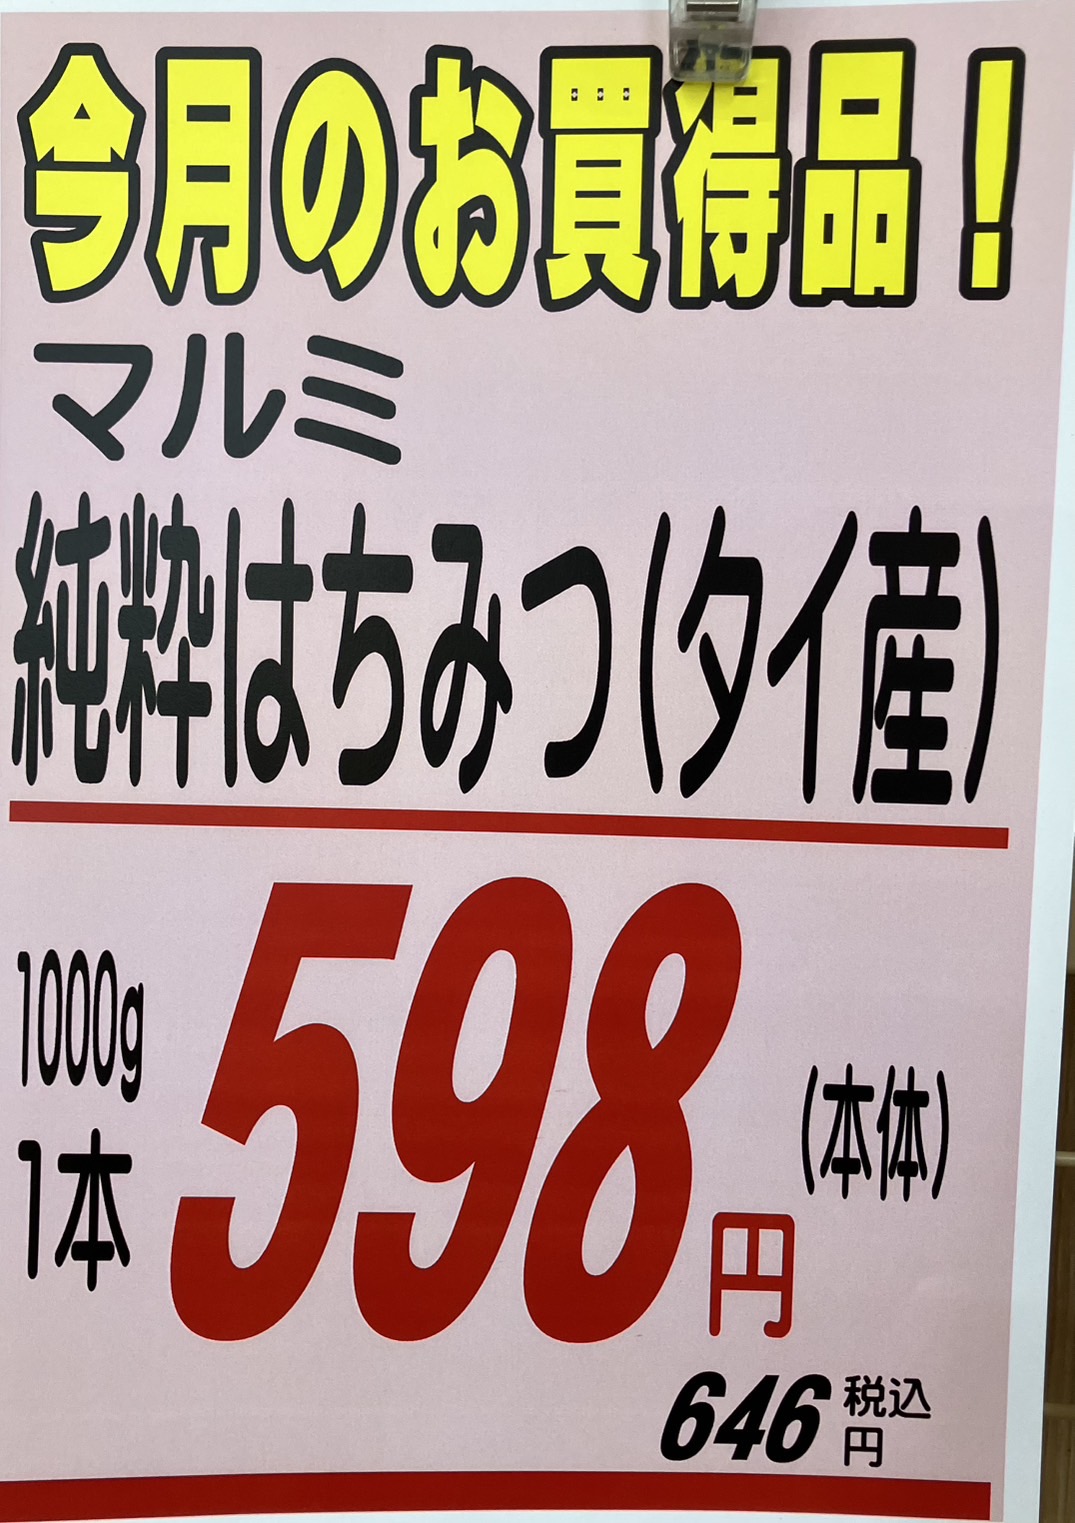 今月のお買得品!
マルミ
純粋はちみつ(タイ産)
1000g
1本
598円
(本体)
646円 税込